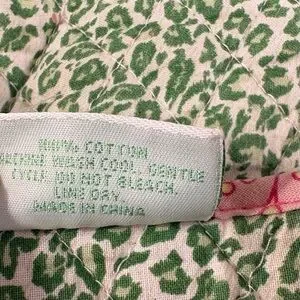 100% COTTON
MACHINE WASH COOL, GENTLE
CYCLE. DO NOT BLEACH.
LINE DRY
MADE IN CHINA